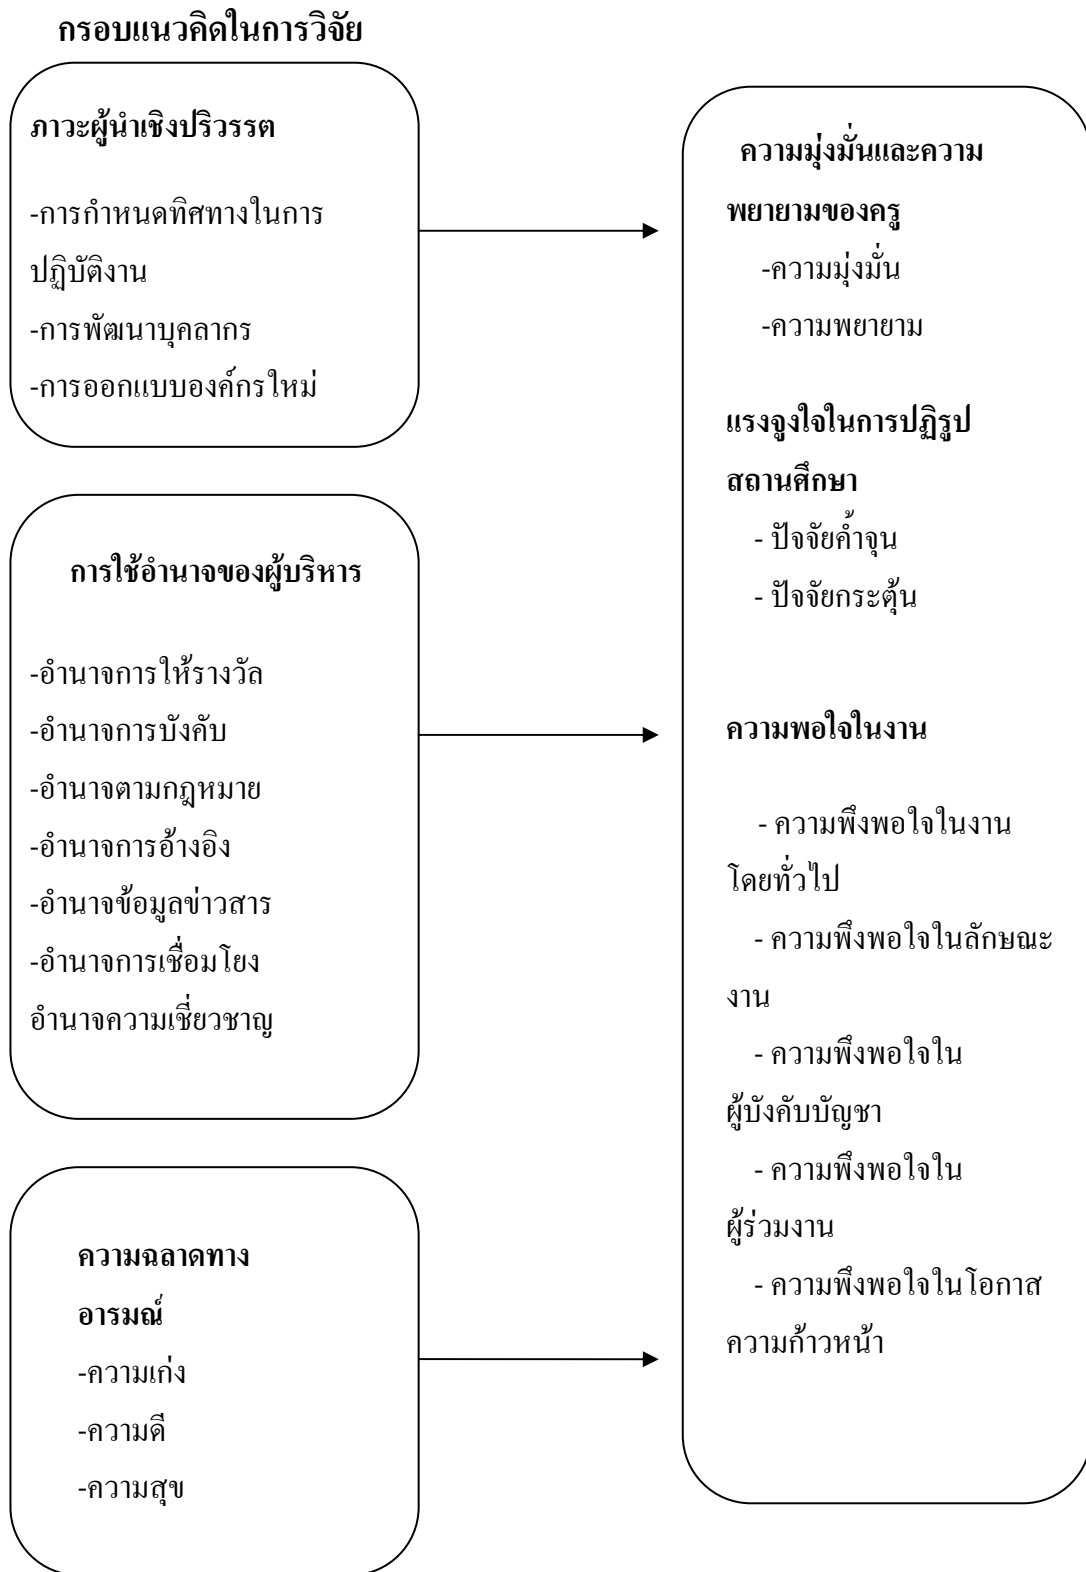 กรอบแนวคิดในการวิจัย
ภาวะผู้นำเชิงปริวรรต
-การกำหนดทิศทางในการ
ปฏิบัติงาน
-การพัฒนาบุคลากร
-การออกแบบองค์กรใหม่
การใช้อำนาจของผู้บริหาร
-อำนาจการให้รางวัล
-อำนาจการบังคับ
-อำนาจตามกฎหมาย
-อำนาจการอ้างอิง
-อำนาจข้อมูลข่าวสาร
-อำนาจการเชื่อมโยง
อำนาจความเชี่ยวชาญ
ความฉลาดทาง
อารมณ์
-ความเก่ง
-ความดี
-ความสุข
ความมุ่งมั่นและความ
พยายามของครู
-ความมุ่งมั่น
-ความพยายาม
แรงจูงใจในการปฏิรูป
สถานศึกษา
- ปัจจัยค้ำจุน
- ปัจจัยกระตุ้น
ความพอใจในงาน
- ความพึงพอใจในงาน
โดยทั่วไป
- ความพึงพอใจในลักษณะ
งาน
- ความพึงพอใจใน
ผู้บังคับบัญชา
- ความพึงพอใจใน
ผู้ร่วมงาน
- ความพึงพอใจในโอกาส
ความก้าวหน้า